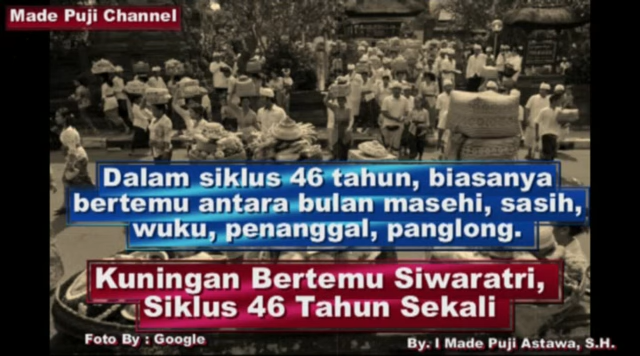 Made Puji Channel
Dalam siklus 46 tahun, biasanya
bertemu antara bulan masehi, sasih,
wuku, penanggal, panglong.
Kuningan Bertemu Siwaratri,
Siklus 46 Tahun Sekali
Foto By : Google
By. I Made Puji Astawa, S.H.